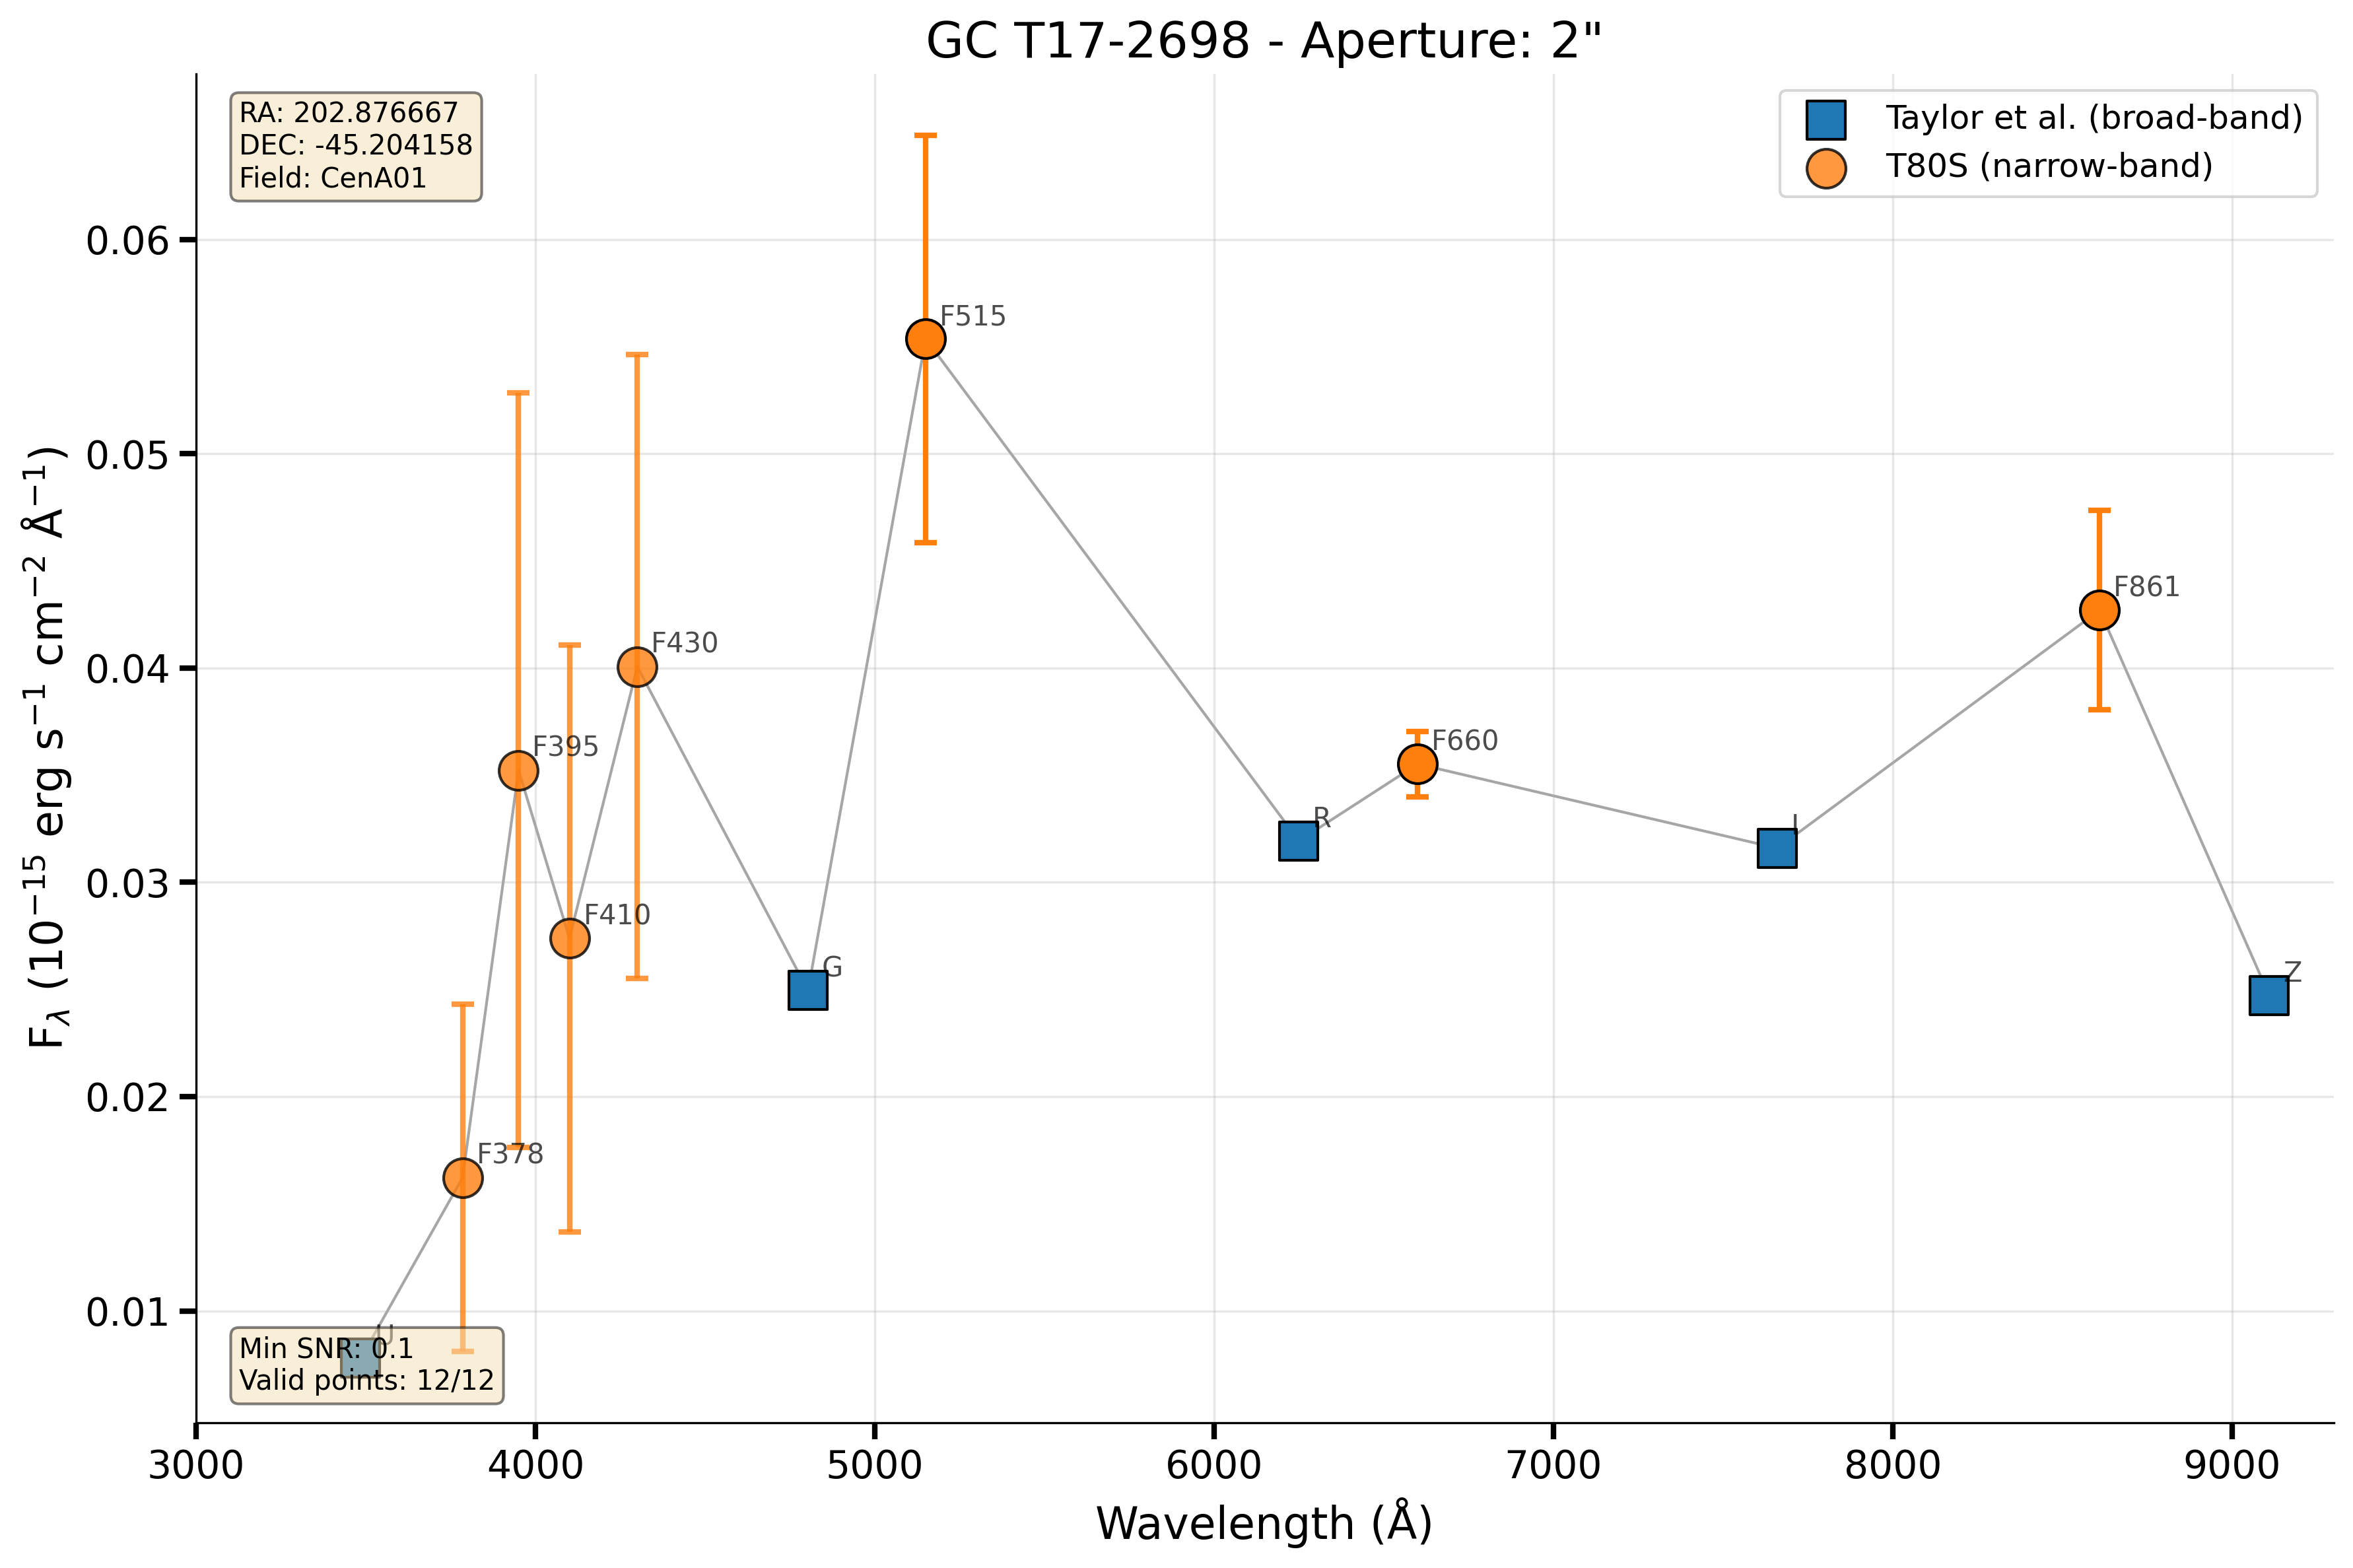 GC T17-2698 - Aperture: 2"
RA: 202.876667
DEC: -45.204158
Field: CenA01
Taylor et al. (broad-band)
T80S (narrow-band)
0.06
0.05
0.04
0.03
0.02
0.01
F_λ (10⁻¹⁵ erg s⁻¹ cm⁻² Å⁻¹)
F515
F861
F430
F660
F395
R
I
F410
G
Z
F378
U
Min SNR: 0.1
Valid points: 12/12
3000 4000 5000 6000 7000 8000 9000
Wavelength (Å)